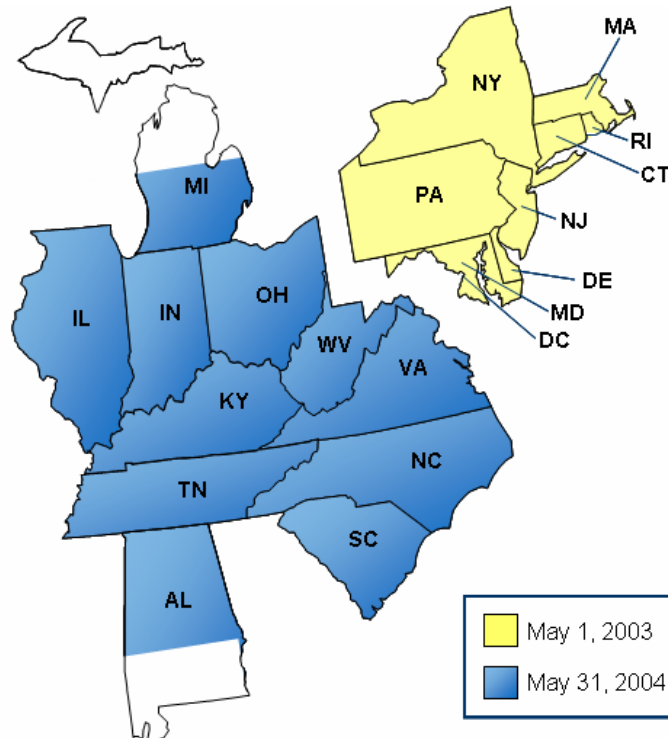 MA
NY
RI
CT
MI
PA
NJ
DE
OH
MD
IL
IN
DC
WV
VA
KY
NC
TN
SC
AL
May 1, 2003
May 31, 2004